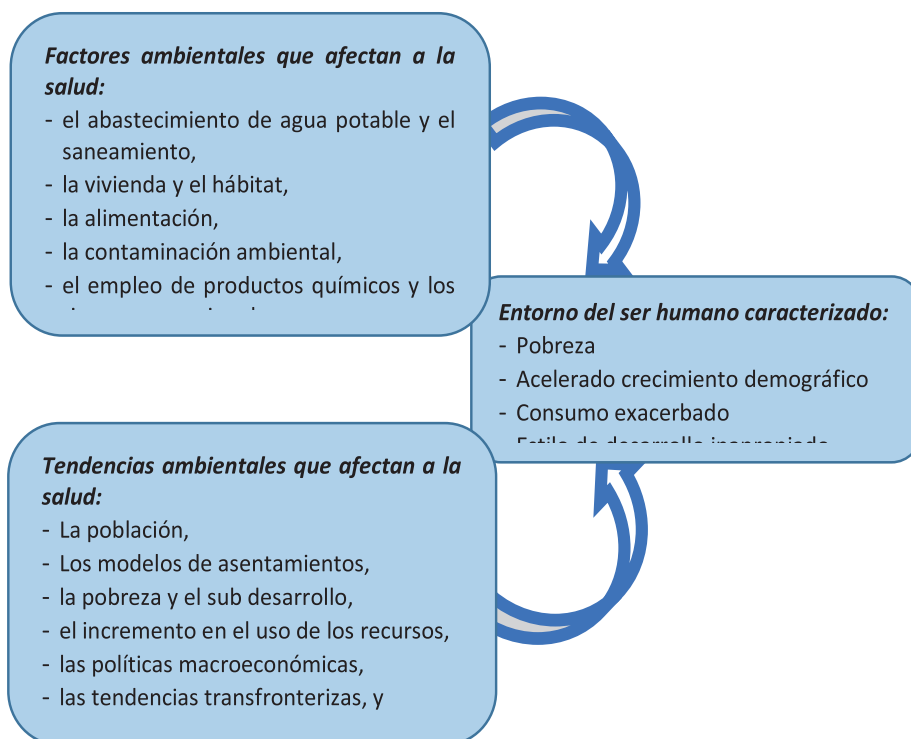 Factores ambientales que afectan a la
salud:
- el abastecimiento de agua potable y el
saneamiento,
- la vivienda y el hábitat,
- la alimentación,
- la contaminación ambiental,
- el empleo de productos químicos y los
Entorno del ser humano caracterizado:
- Pobreza
- Acelerado crecimiento demográfico
- Consumo exacerbado
Tendencias ambientales que afectan a la
salud:
- La población,
- Los modelos de asentamientos,
- la pobreza y el sub desarrollo,
- el incremento en el uso de los recursos,
- las políticas macroeconómicas,
- las tendencias transfronterizas, y